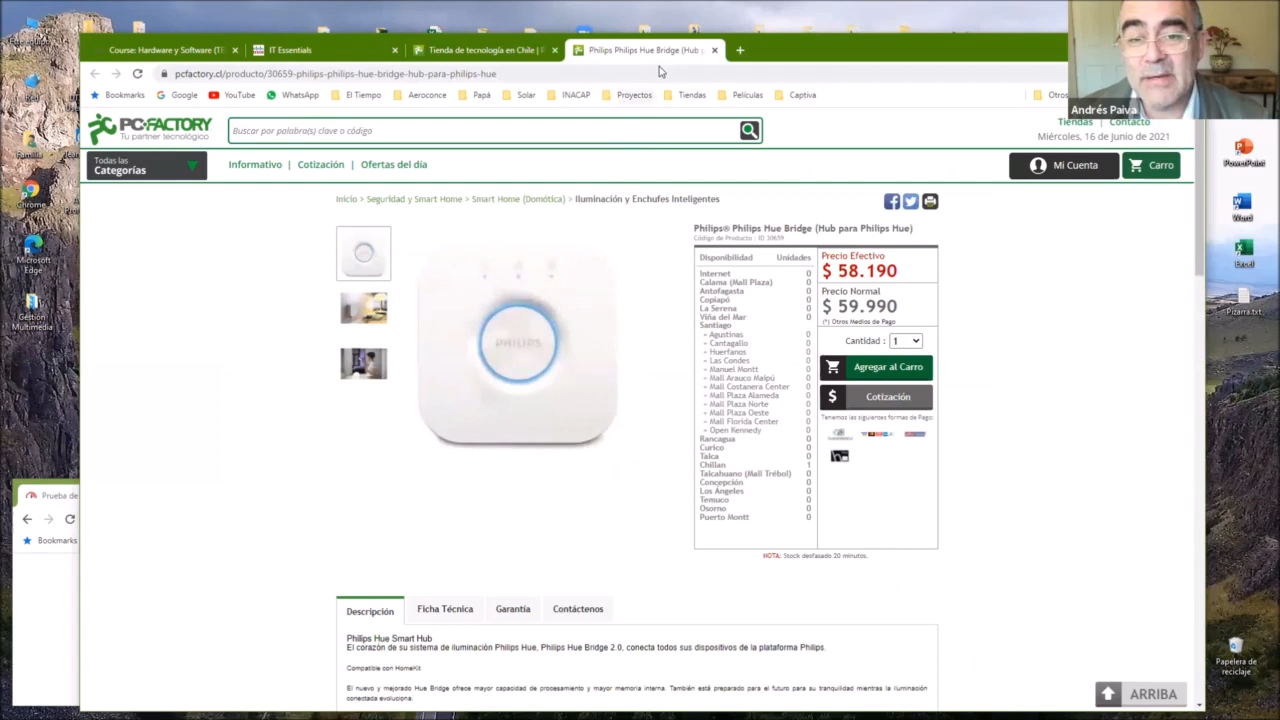 Course: Hardware y Software (TE
IT Essentials
Tienda de tecnología en Chile | P
Philips Philips Hue Bridge (Hub p
pcfactory.cl/producto/30659-philips-philips-hue-bridge-hub-para-philips-hue
Bookmarks
Google
YouTube
WhatsApp
El Tiempo
Aeroconce
Papá
Solar
INACAP
Proyectos
Tiendas
Películas
Captiva
Otros
Andrés Paiva
PC FACTORY
Tu partner tecnológico
Buscar por palabra(s) clave o código
Tiendas | Contacto
Miércoles, 16 de Junio de 2021
Todas las
Categorías
Informativo | Cotización | Ofertas del día
Mi Cuenta
Carro
Inicio > Seguridad y Smart Home > Smart Home (Domótica) > Iluminación y Enchufes Inteligentes
Philips® Philips Hue Bridge (Hub para Philips Hue)
Código de Producto : ID 30659
Disponibilidad Unidades
Internet 0
Calama (Mall Plaza) 0
Antofagasta 0
Copiapó 0
La Serena 0
Viña del Mar 0
Santiago
- Agustinas 0
- Cantagallo 0
- Huerfanos 0
- Las Condes 0
- Manuel Montt 0
- Mall Arauco Maipú 0
- Mall Costanera Center 0
- Mall Plaza Alameda 0
- Mall Plaza Norte 0
- Mall Plaza Oeste 0
- Mall Florida Center 0
- Open Kennedy 0
Rancagua 0
Curico 0
Talca 0
Chillan 1
Talcahuano (Mall Trébol) 0
Concepción 0
Los Angeles 0
Temuco 0
Osorno 0
Puerto Montt 0
Precio Efectivo
$ 58.190
Precio Normal
$ 59.990
(*) Otros Medios de Pago
Cantidad : 1
Agregar al Carro
$ Cotización
Tenemos las siguientes formas de Pago:
NOTA: Stock desfasado 20 minutos.
PHILIPS
Descripción
Ficha Técnica
Garantía
Contáctenos
Philips Hue Smart Hub
El corazón de su sistema de iluminación Philips Hue, Philips Hue Bridge 2.0, conecta todos sus dispositivos de la plataforma Philips.
Compatible con HomeKit
El nuevo y mejorado Hue Bridge ofrece mayor capacidad de procesamiento y mayor memoria interna. También está preparado para el futuro para su tranquilidad mientras la iluminación
conectada evoluciona.
ARRIBA
Chrome
Microsoft
Edge
Gestión
Multimedia
Prueba de
Bookmarks
PowerPoint
Word
Excel
Pizarra.txt
Papelera de
reciclaje